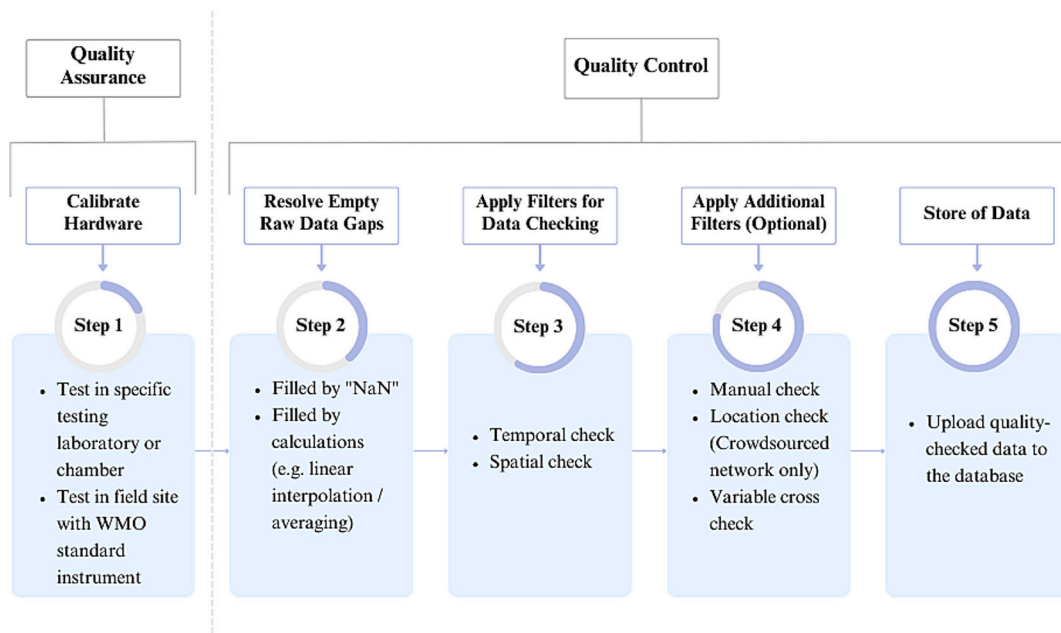 Quality
Assurance
Quality Control
Calibrate
Hardware
Resolve Empty
Raw Data Gaps
Apply Filters for
Data Checking
Apply Additional
Filters (Optional)
Store of Data
Step 1
Step 2
Step 3
Step 4
Step 5
• Test in specific
testing
laboratory or
chamber
• Test in field site
with WMO
standard
instrument
• Filled by "NaN"
• Filled by
calculations
(e.g. linear
interpolation /
averaging)
• Temporal check
• Spatial check
• Manual check
• Location check
(Crowdsourced
network only)
• Variable cross
check
• Upload quality-
checked data to
the database